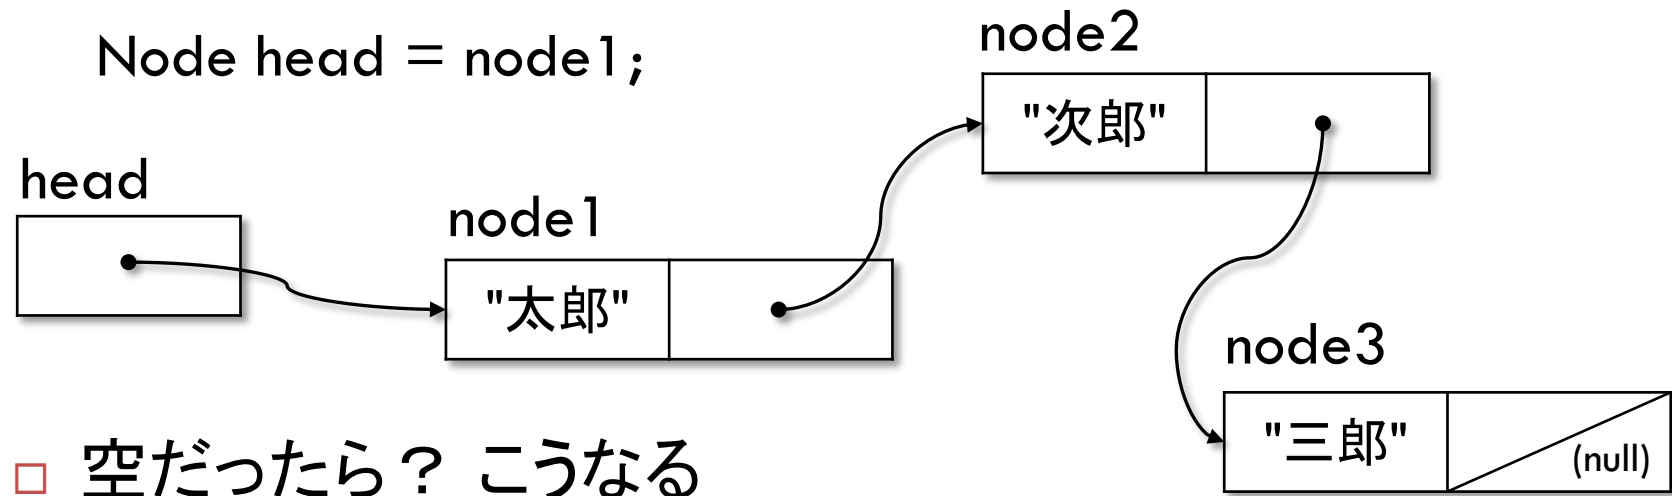 Node head = node1;
node2
"次郎"
head
node1
"太郎"
node3
"三郎"
(null)
空だったら? こうなる